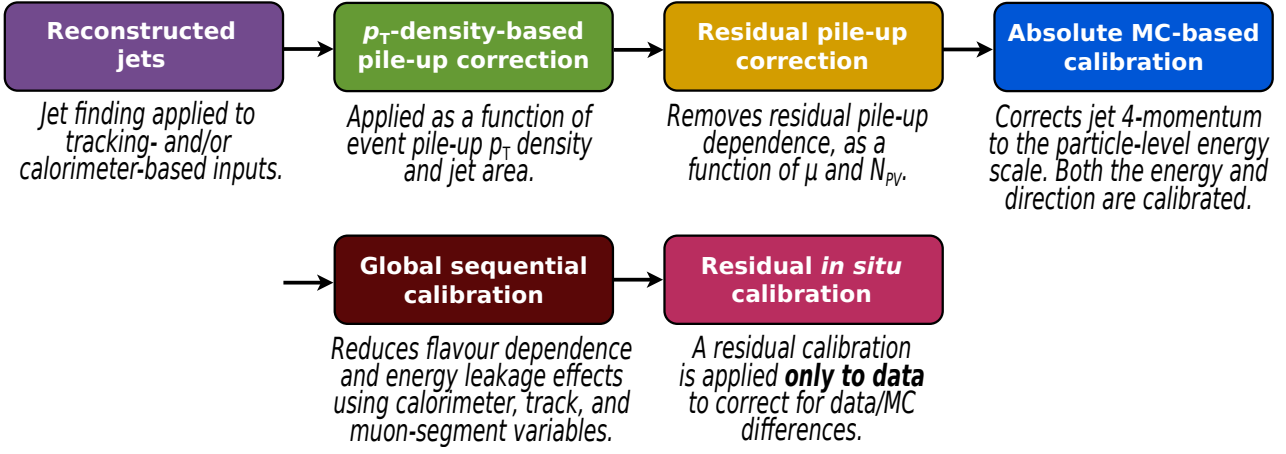 Reconstructed
jets
Jet finding applied to
tracking- and/or
calorimeter-based inputs.
pT-density-based
pile-up correction
Applied as a function of
event pile-up pT density
and jet area.
Residual pile-up
correction
Removes residual pile-up
dependence, as a
function of µ and NPV.
Absolute MC-based
calibration
Corrects jet 4-momentum
to the particle-level energy
scale. Both the energy and
direction are calibrated.
Global sequential
calibration
Reduces flavour dependence
and energy leakage effects
using calorimeter, track, and
muon-segment variables.
Residual in situ
calibration
A residual calibration
is applied only to data
to correct for data/MC
differences.